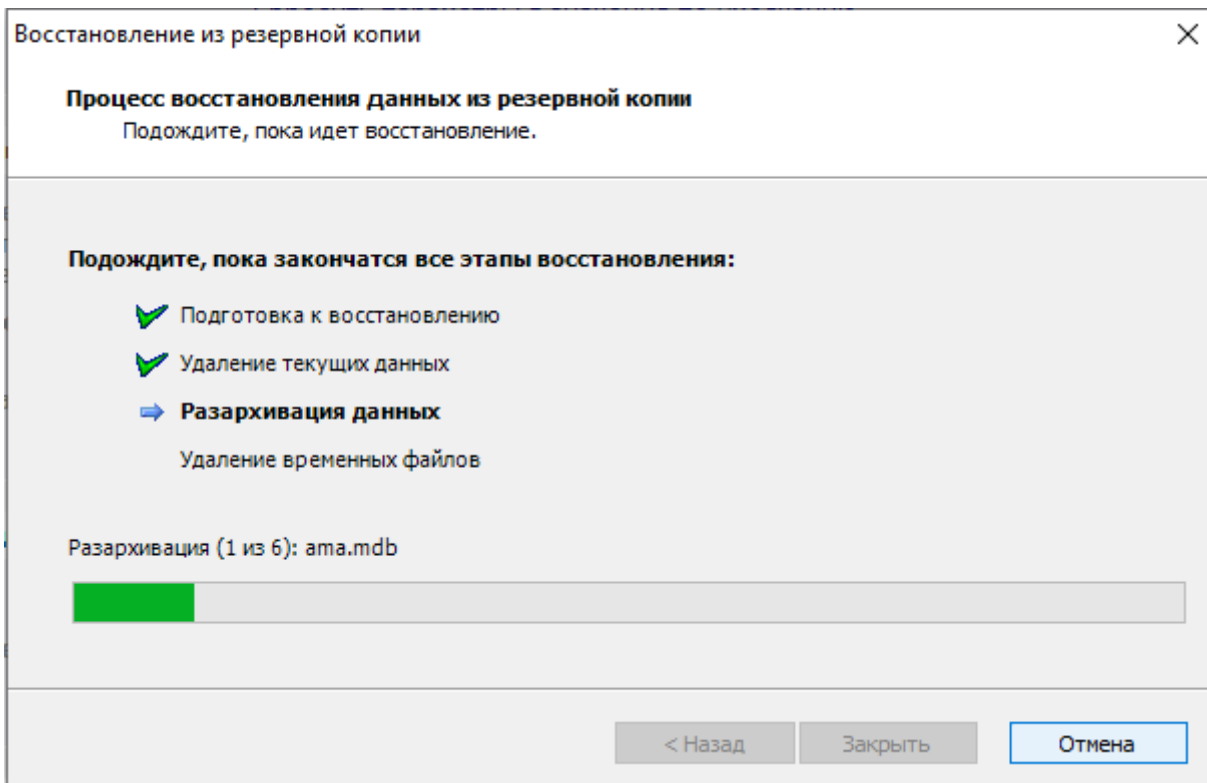 Восстановление из резервной копии
Процесс восстановления данных из резервной копии
Подождите, пока идет восстановление.
Подождите, пока закончатся все этапы восстановления:
Подготовка к восстановлению
Удаление текущих данных
Разархивация данных
Удаление временных файлов
Разархивация (1 из 6): ama.mdb
< Назад
Закрыть
Отмена